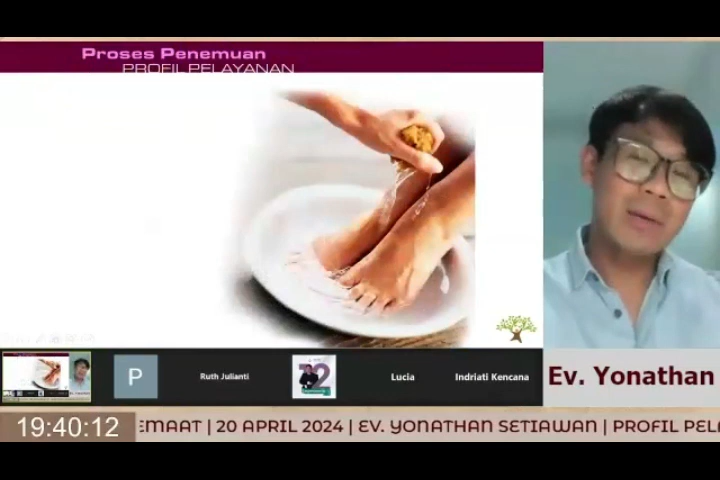 Proses Penemuan
PROFIL PELAYANAN
P
Ruth Julianti
Lucia
Indriati Kencana
Ev. Yonathan
19:40:12
EMAAT | 20 APRIL 2024 | EV. YONATHAN SETIAWAN | PROFIL PELA